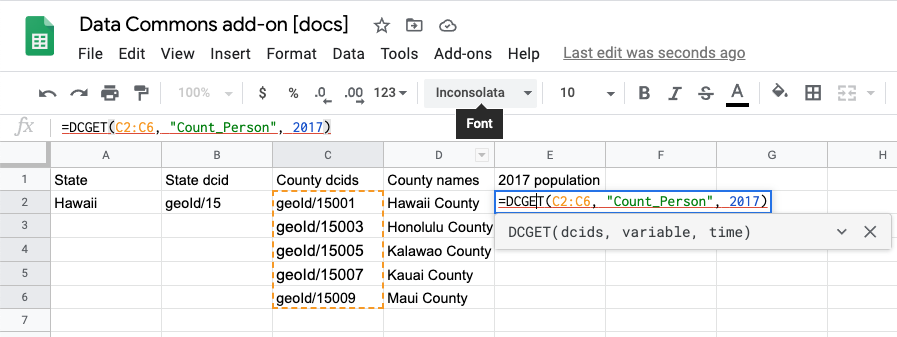 Data Commons add-on [docs]
File Edit View Insert Format Data Tools Add-ons Help Last edit was seconds ago
100% $ % .0 .00 123 Inconsolata 10 B I S A
Font
fx =DCGET(C2:C6, "Count_Person", 2017)
A B C D E F G H
1 State State dcid County dcids County names 2017 population
2 Hawaii geoId/15 geoId/15001 Hawaii County =DCGET(C2:C6, "Count_Person", 2017)
3 geoId/15003 Honolulu County
DCGET(dcids, variable, time)
4 geoId/15005 Kalawao County
5 geoId/15007 Kauai County
6 geoId/15009 Maui County
7